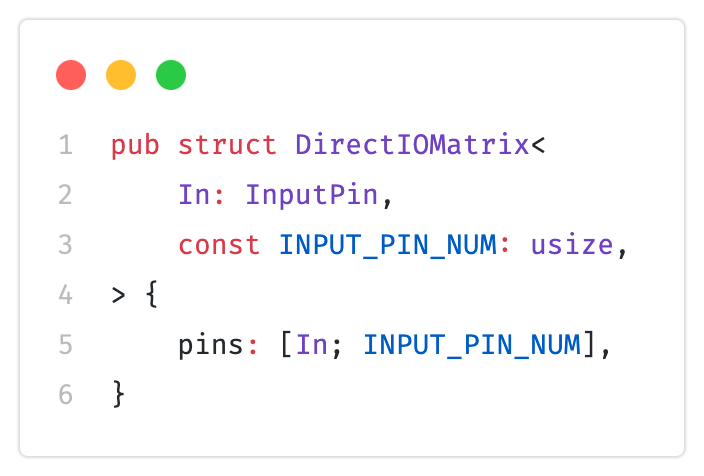 1 pub struct DirectIOMatrix<
2     In: InputPin,
3     const INPUT_PIN_NUM: usize,
4 > {
5     pins: [In; INPUT_PIN_NUM],
6 }